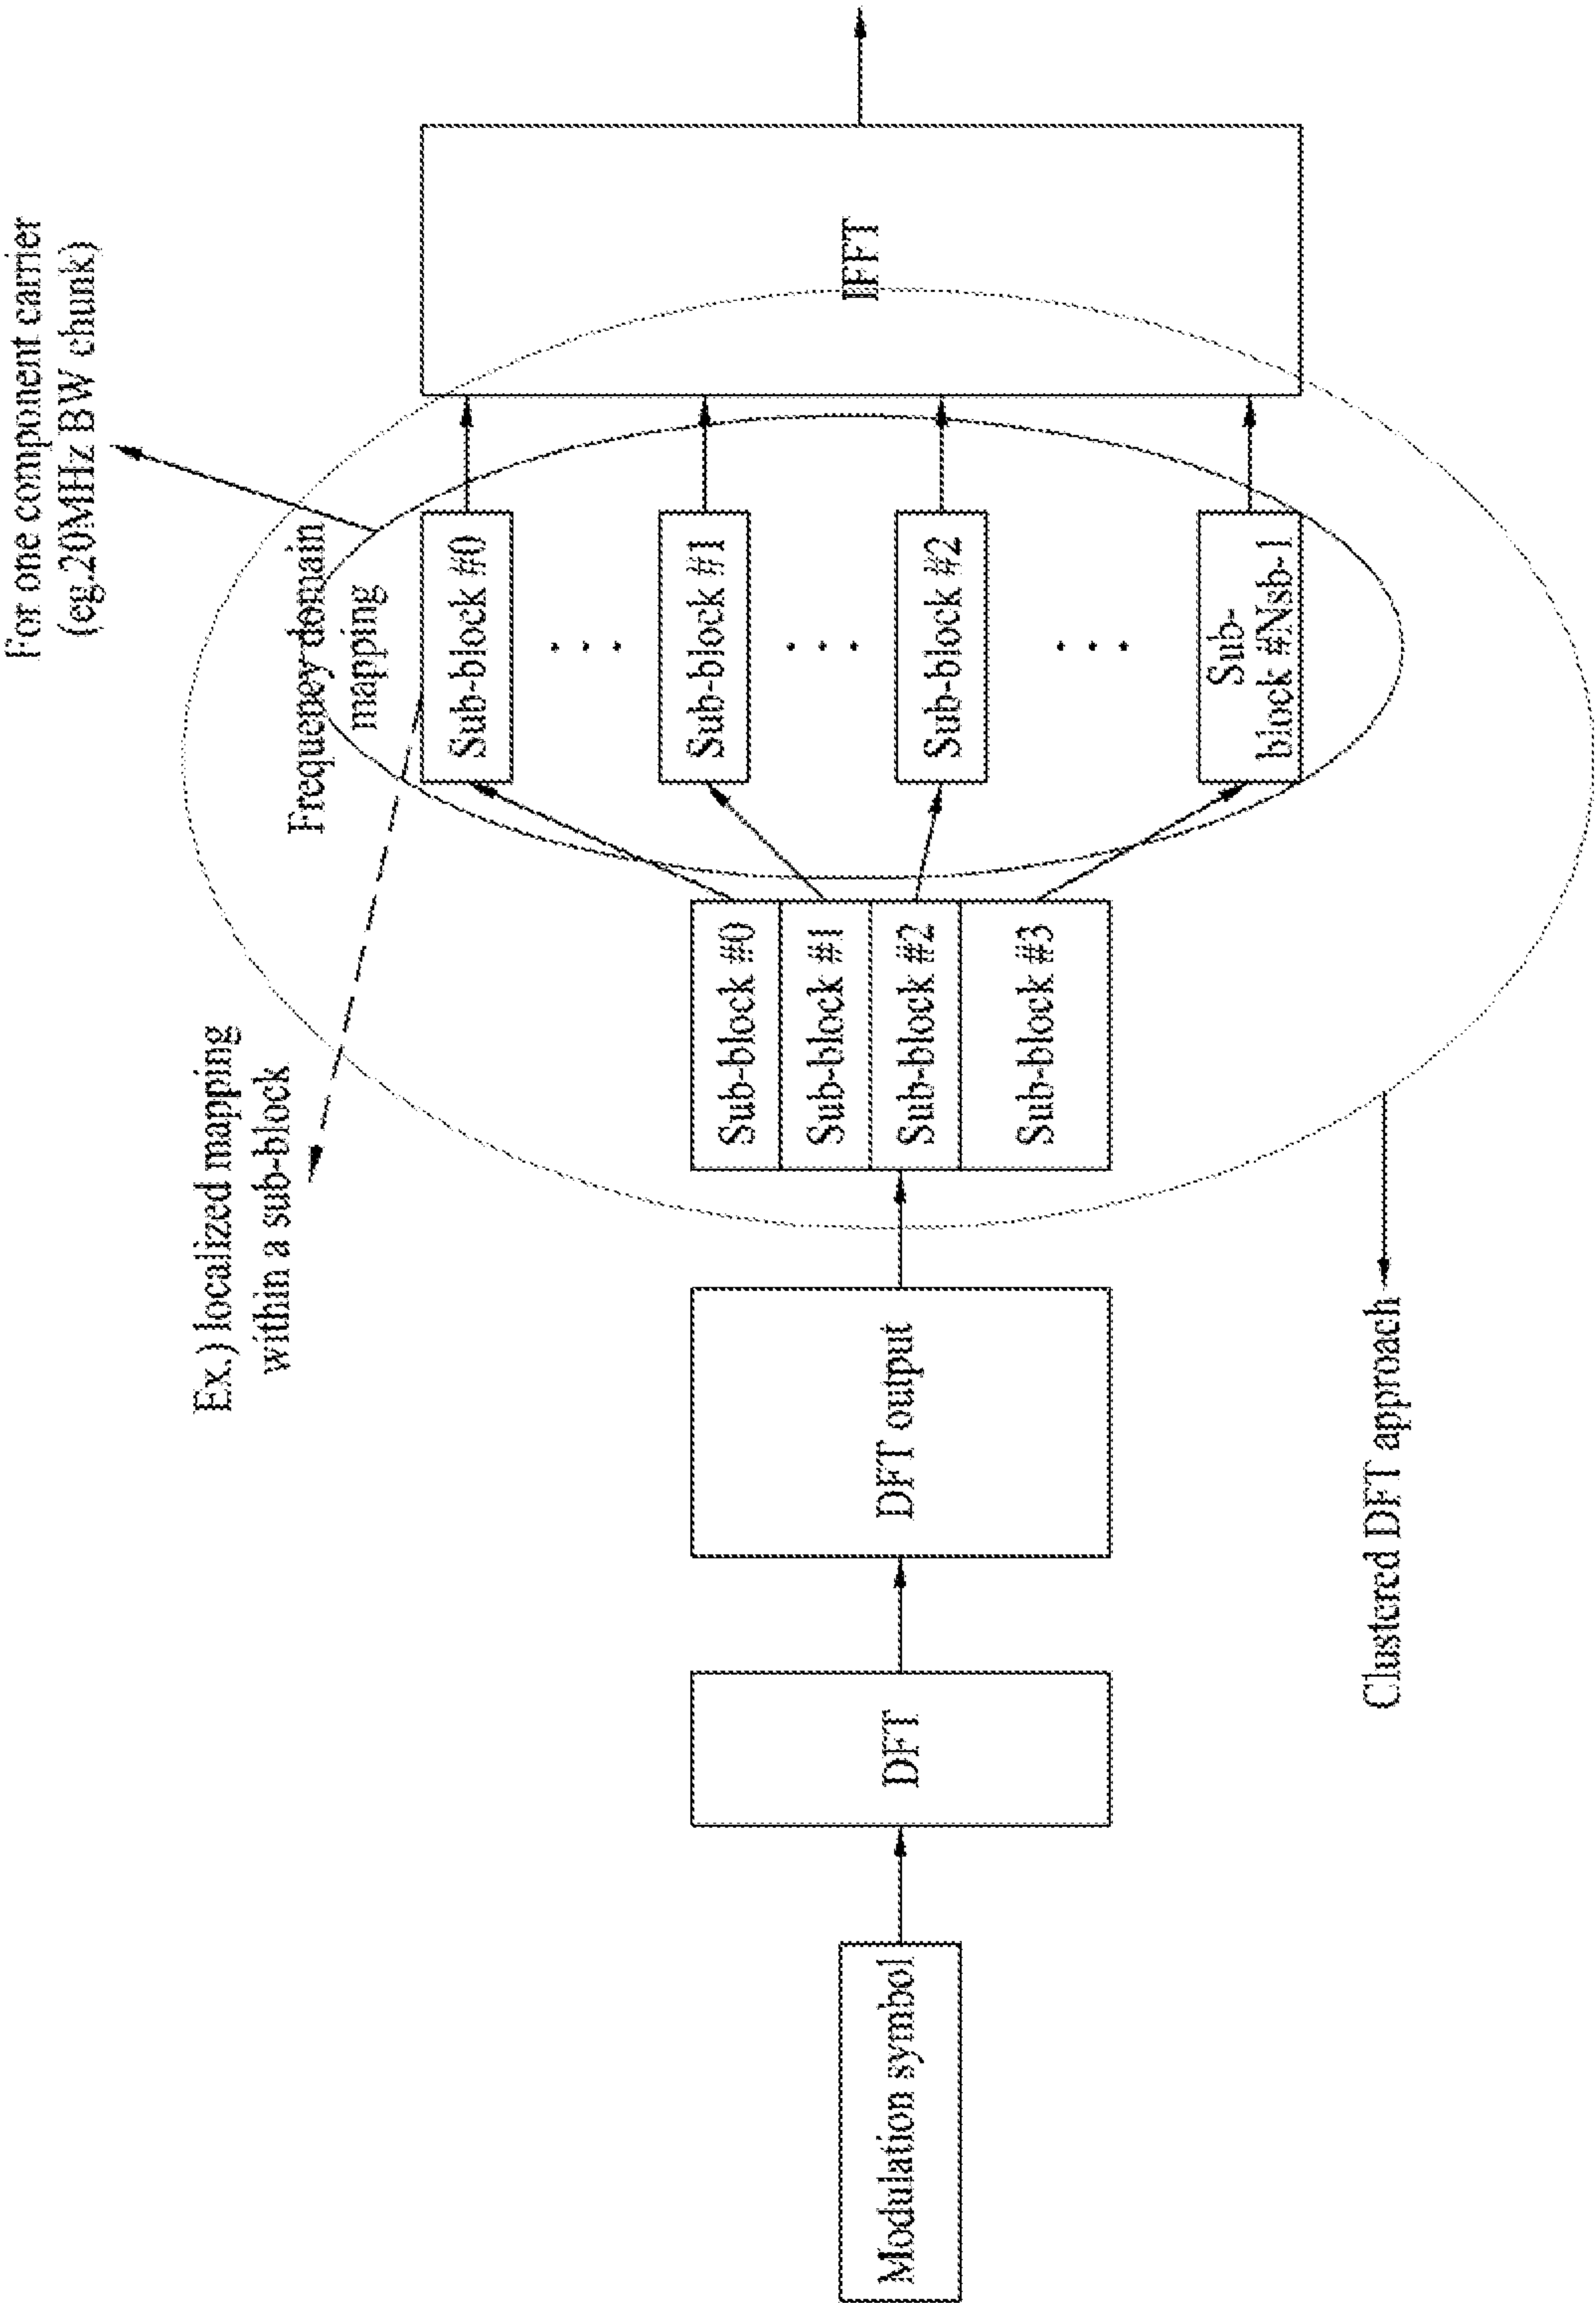 For one component carrier
(eg.20MHz BW chunk)
Ex.) localized mapping
within a sub-block
Frequency domain
mapping
Modulation symbol
DFT
DFT output
Sub-block #0
Sub-block #1
Sub-block #2
Sub-block #3
Sub-block #0
Sub-block #1
Sub-block #2
Sub-
block #Nsb-1
IFFT
Clustered DFT approach